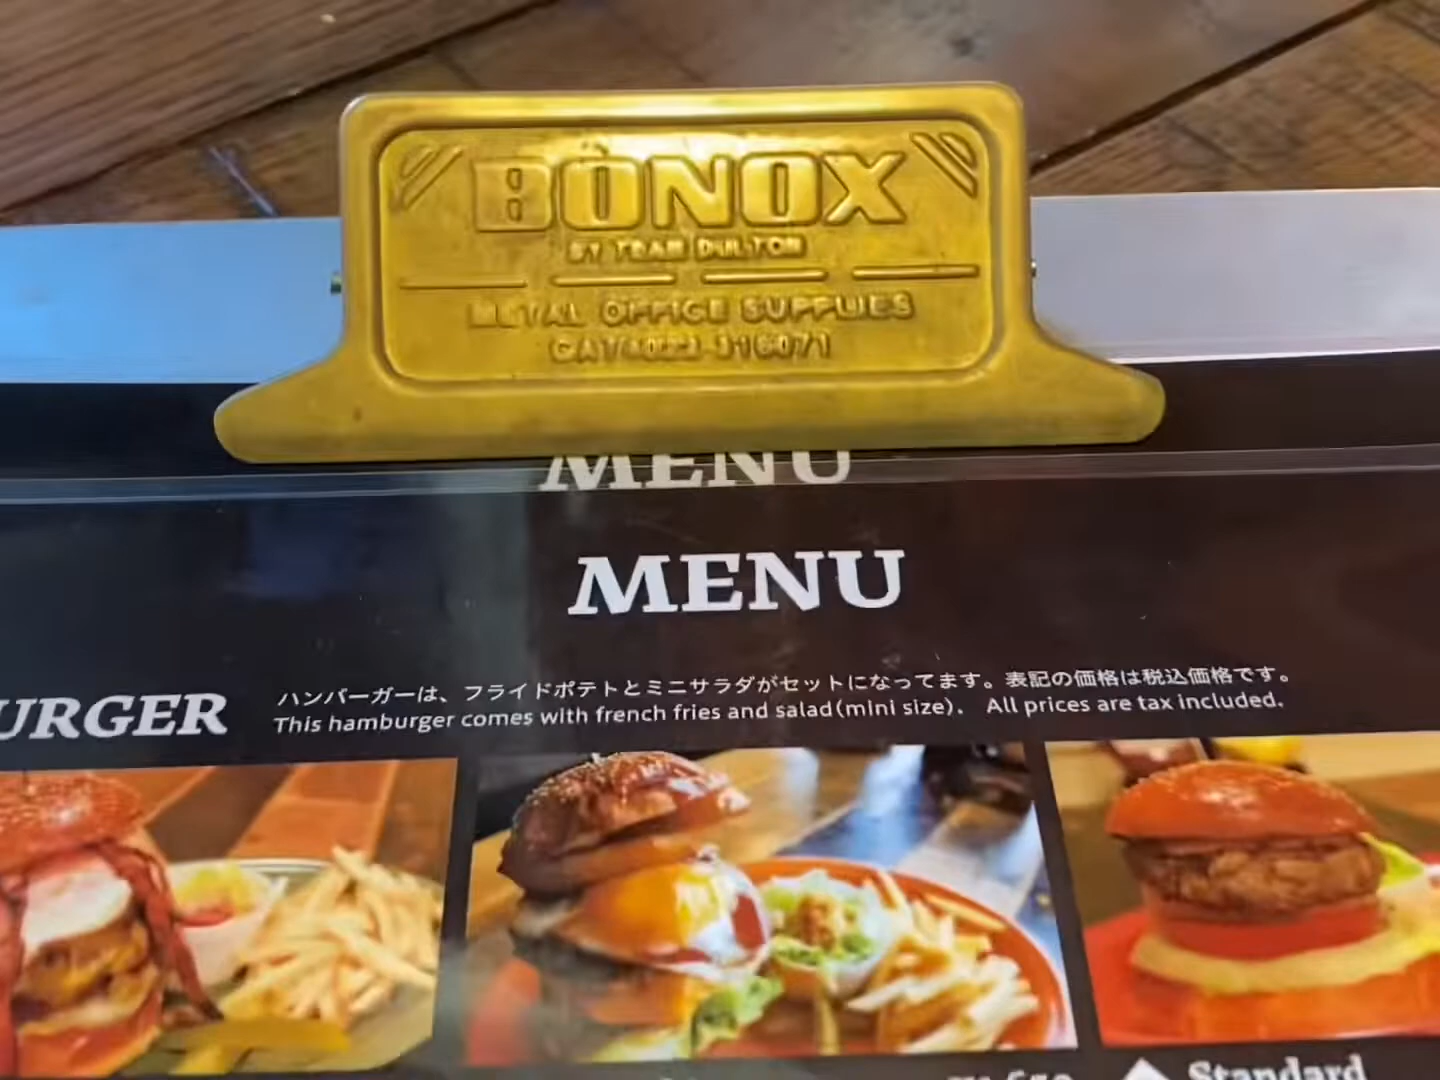 BONOX
BY TEAM DULTON
METAL OFFICE SUPPLIES
MENU
MENU
URGER
ハンバーガーは、フライドポテトとミニサラダがセットになってます。表記の価格は税込価格です。
This hamburger comes with french fries and salad(mini size). All prices are tax included.
Standard